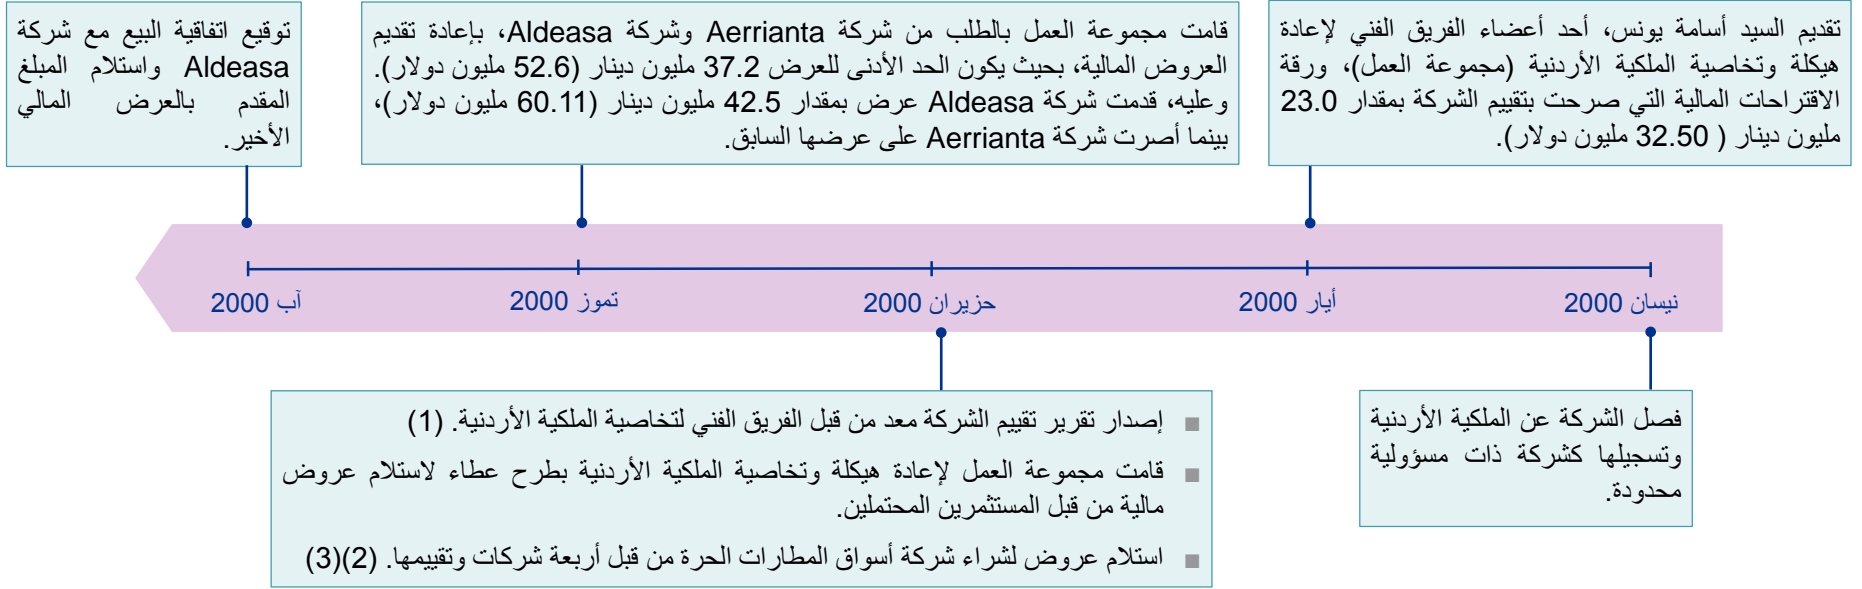 تقديم السيد أسامة يونس، أحد أعضاء الفريق الفني لإعادة
هيكلة وتخاصية الملكية الأردنية (مجموعة العمل)، ورقة
الاقتراحات المالية التي صرحت بتقييم الشركة بمقدار 23.0
مليون دينار ( 32.50 مليون دولار).
قامت مجموعة العمل بالطلب من شركة Aerrianta وشركة Aldeasa، بإعادة تقديم
العروض المالية، بحيث يكون الحد الأدنى للعرض 37.2 مليون دينار (52.6 مليون دولار).
وعليه، قدمت شركة Aldeasa عرض بمقدار 42.5 مليون دينار (60.11 مليون دولار)،
بينما أصرت شركة Aerrianta على عرضها السابق.
توقيع اتفاقية البيع مع شركة
Aldeasa واستلام المبلغ
المقدم بالعرض المالي
الأخير.
نيسان 2000
أيار 2000
حزيران 2000
تموز 2000
آب 2000
فصل الشركة عن الملكية الأردنية
وتسجيلها كشركة ذات مسؤولية
محدودة.
■ إصدار تقرير تقييم الشركة معد من قبل الفريق الفني لتخاصية الملكية الأردنية. (1)
■ قامت مجموعة العمل لإعادة هيكلة وتخاصية الملكية الأردنية بطرح عطاء لاستلام عروض
مالية من قبل المستثمرين المحتملين.
■ استلام عروض لشراء شركة أسواق المطارات الحرة من قبل أربعة شركات وتقييمها. (2)(3)